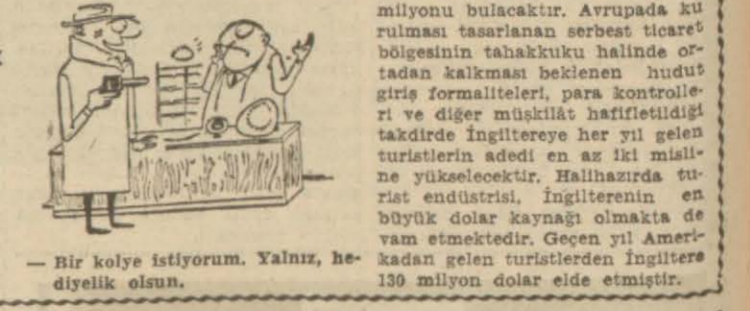 — Bir kolye istiyorum. Yalnız, he-
diyelik olsun.
milyonu bulacaktır. Avrupada ku
rulması tasarlanan serbest ticaret
bölgesinin tahakkuku halinde or-
tadan kalkması beklenen hudut
giriş formaliteleri, para kontrolle-
ri ve diğer müşkilât hafifletildiği
takdirde İngiltereye her yıl gelen
turistlerin adedi en az iki misli-
ne yükselecektir. Halihazırda tu-
rist endüstrisi, İngilterenin en
büyük dolar kaynağı olmakta de
vam etmektedir. Geçen yıl Ameri-
kadan gelen turistlerden İngiltere
130 milyon dolar elde etmiştir.